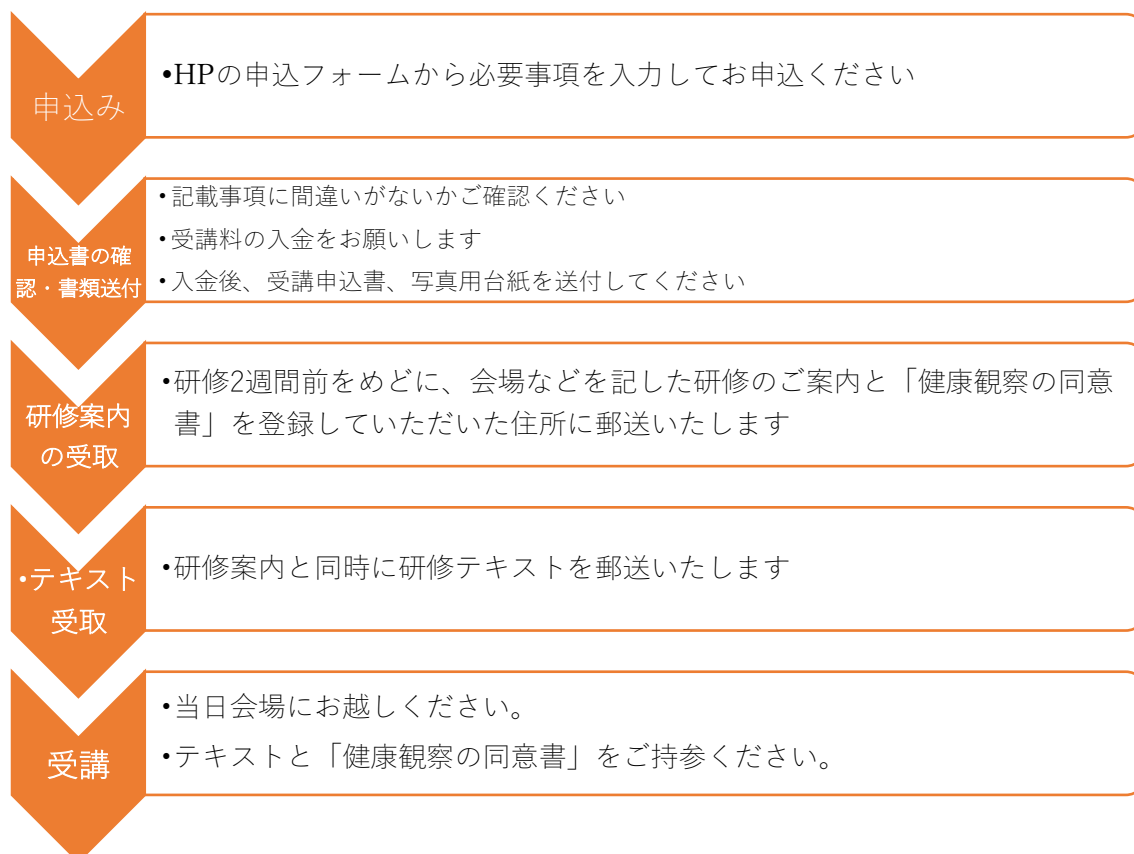 申込み
•HPの申込フォームから必要事項を入力してお申込ください
申込書の確
認・書類送付
•記載事項に間違いがないかご確認ください
•受講料の入金をお願いします
•入金後、受講申込書、写真用台紙を送付してください
研修案内
の受取
•研修2週間前をめどに、会場などを記した研修のご案内と「健康観察の同意
書」を登録していただいた住所に郵送いたします
•テキスト
受取
•研修案内と同時に研修テキストを郵送いたします
受講
•当日会場にお越しください。
•テキストと「健康観察の同意書」をご持参ください。